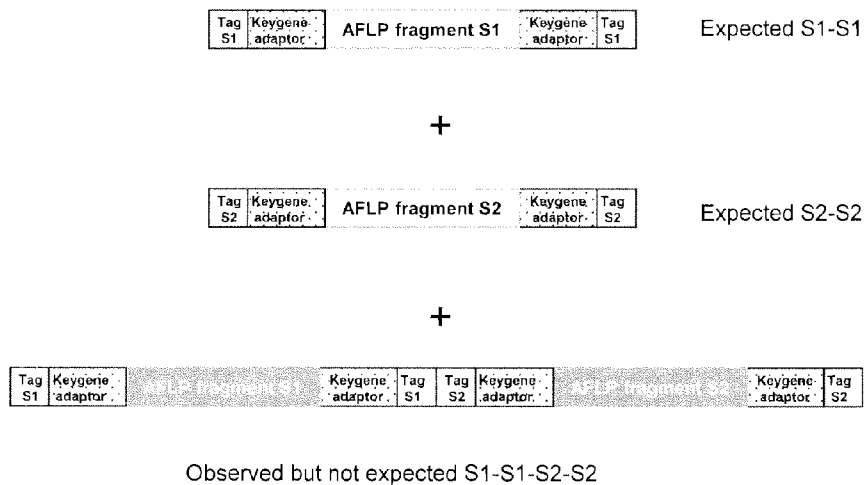 Tag S1 Keygene adaptor AFLP fragment S1 Keygene adaptor Tag S1 Expected S1-S1
+
Tag S2 Keygene adaptor AFLP fragment S2 Keygene adaptor Tag S2 Expected S2-S2
+
Tag S1 Keygene adaptor AFLP fragment S1 Keygene adaptor Tag S1 Tag S2 Keygene adaptor AFLP fragment S2 Keygene adaptor Tag S2
Observed but not expected S1-S1-S2-S2